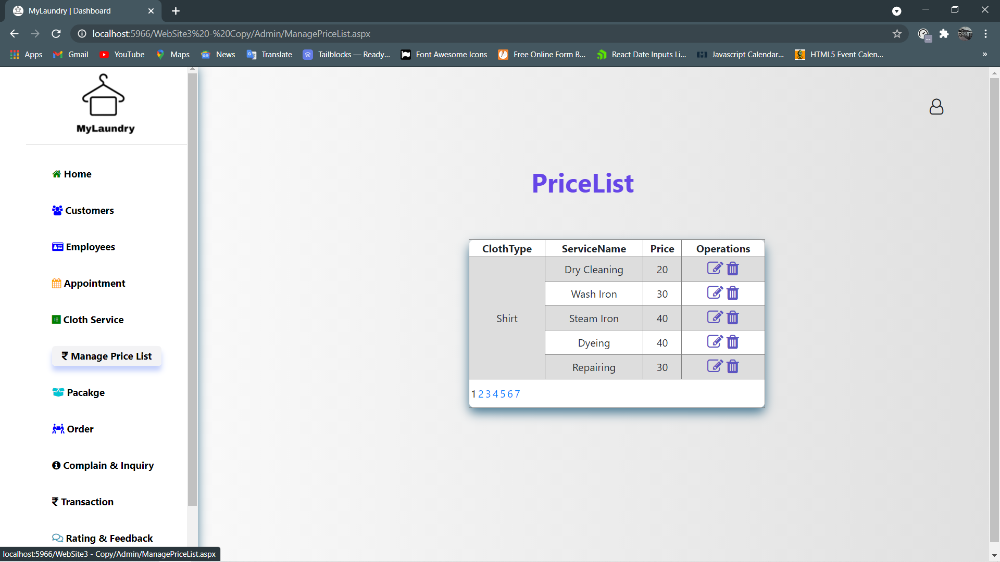 MyLaundry | Dashboard
localhost:5966/WebSite3%20-%20Copy/Admin/ManagePriceList.aspx
Apps Gmail YouTube Maps News Translate Tailblocks — Ready... Font Awesome Icons Free Online Form B... React Date Inputs Li... Javascript Calendar... HTML5 Event Calen... »
MyLaundry
Home
Customers
Employees
Appointment
Cloth Service
₹ Manage Price List
Pacakge
Order
Complain & Inquiry
₹ Transaction
Rating & Feedback
PriceList
ClothType ServiceName Price Operations
Shirt
Dry Cleaning 20
Wash Iron 30
Steam Iron 40
Dyeing 40
Repairing 30
1 2 3 4 5 6 7
localhost:5966/WebSite3 - Copy/Admin/ManagePriceList.aspx